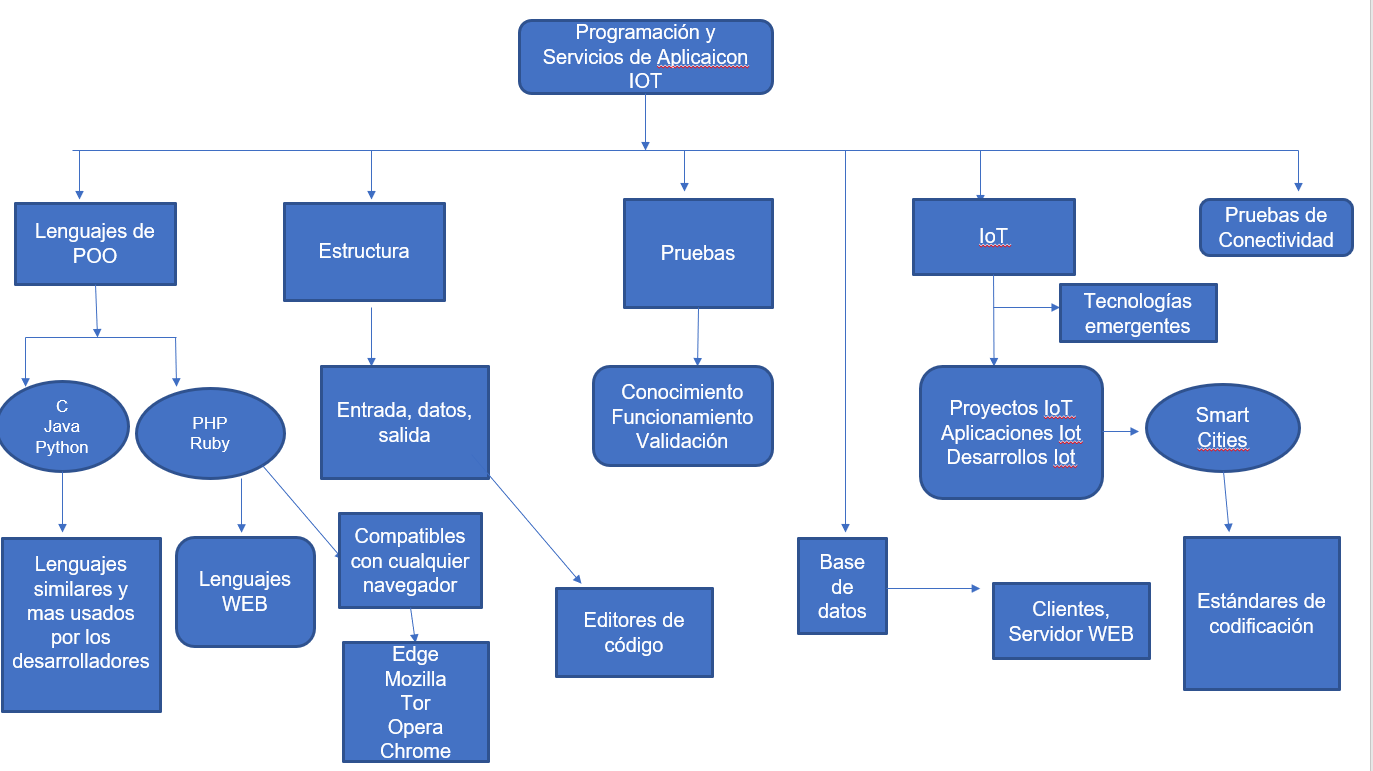 Programación y
Servicios de Aplicaicon
IOT
Lenguajes de
POO
Estructura
Pruebas
IoT
Pruebas de
Conectividad
Tecnologías
emergentes
C
Java
Python
PHP
Ruby
Entrada, datos,
salida
Conocimiento
Funcionamiento
Validación
Proyectos IoT
Aplicaciones Iot
Desarrollos Iot
Smart
Cities
Lenguajes
similares y
mas usados
por los
desarrolladores
Lenguajes
WEB
Compatibles
con cualquier
navegador
Edge
Mozilla
Tor
Opera
Chrome
Editores de
código
Base
de
datos
Clientes,
Servidor WEB
Estándares de
codificación